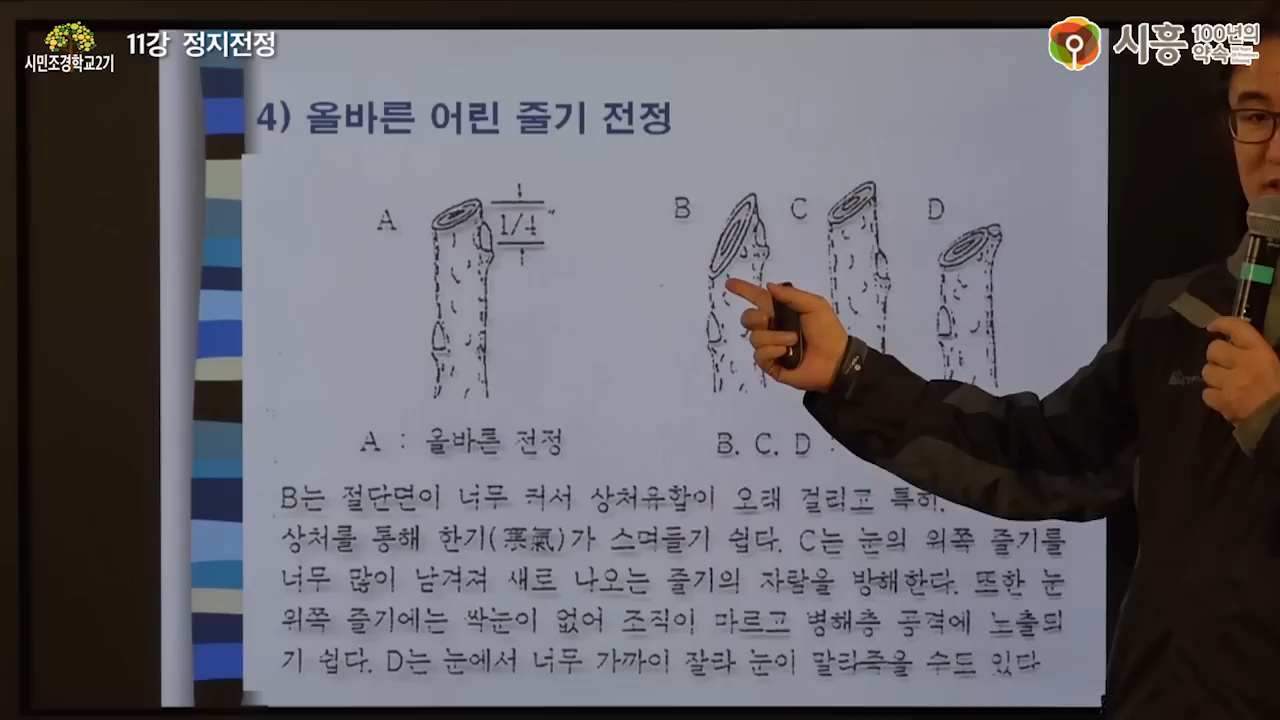 시민조경학교2기
11강 정지전정
시흥 100년의 약속
4) 올바른 어린 줄기 전정
A
1/4"
B
C
D
A : 올바른 전정
B. C. D :
B는 절단면이 너무 커서 상처유합이 오래 걸리고 특히
상처를 통해 한기(寒氣)가 스며들기 쉽다. C는 눈의 위쪽 줄기를
너무 많이 남겨져 새로 나오는 줄기의 자람을 방해한다. 또한 눈
위쪽 줄기에는 싹눈이 없어 조직이 마르고 병해충 공격에 노출되
기 쉽다. D는 눈에서 너무 가까이 잘라 눈이 말라죽을 수도 있다